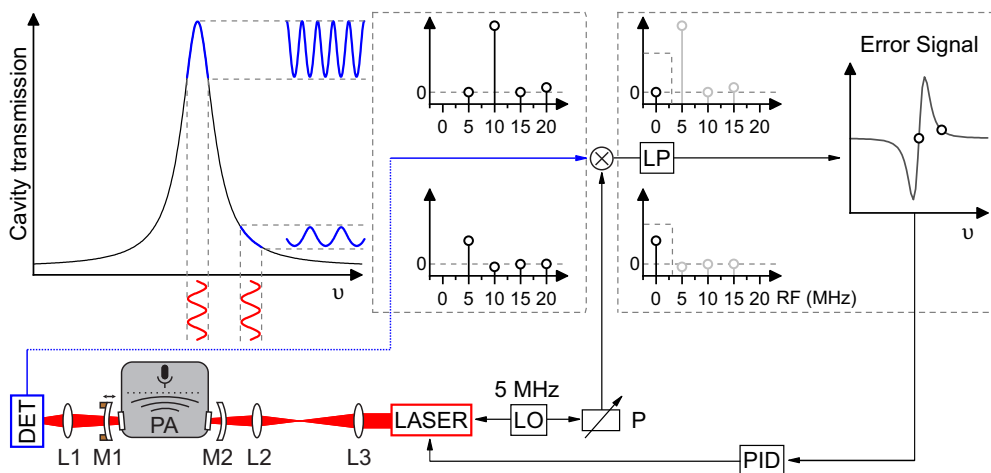 Cavity transmission
υ
0
0 5 10 15 20
0
0 5 10 15 20
0
0 5 10 15 20
0
0 5 10 15 20 RF (MHz)
LP
Error Signal
υ
5 MHz
DET
PA
LASER
LO
P
PID
L1 M1 M2 L2 L3